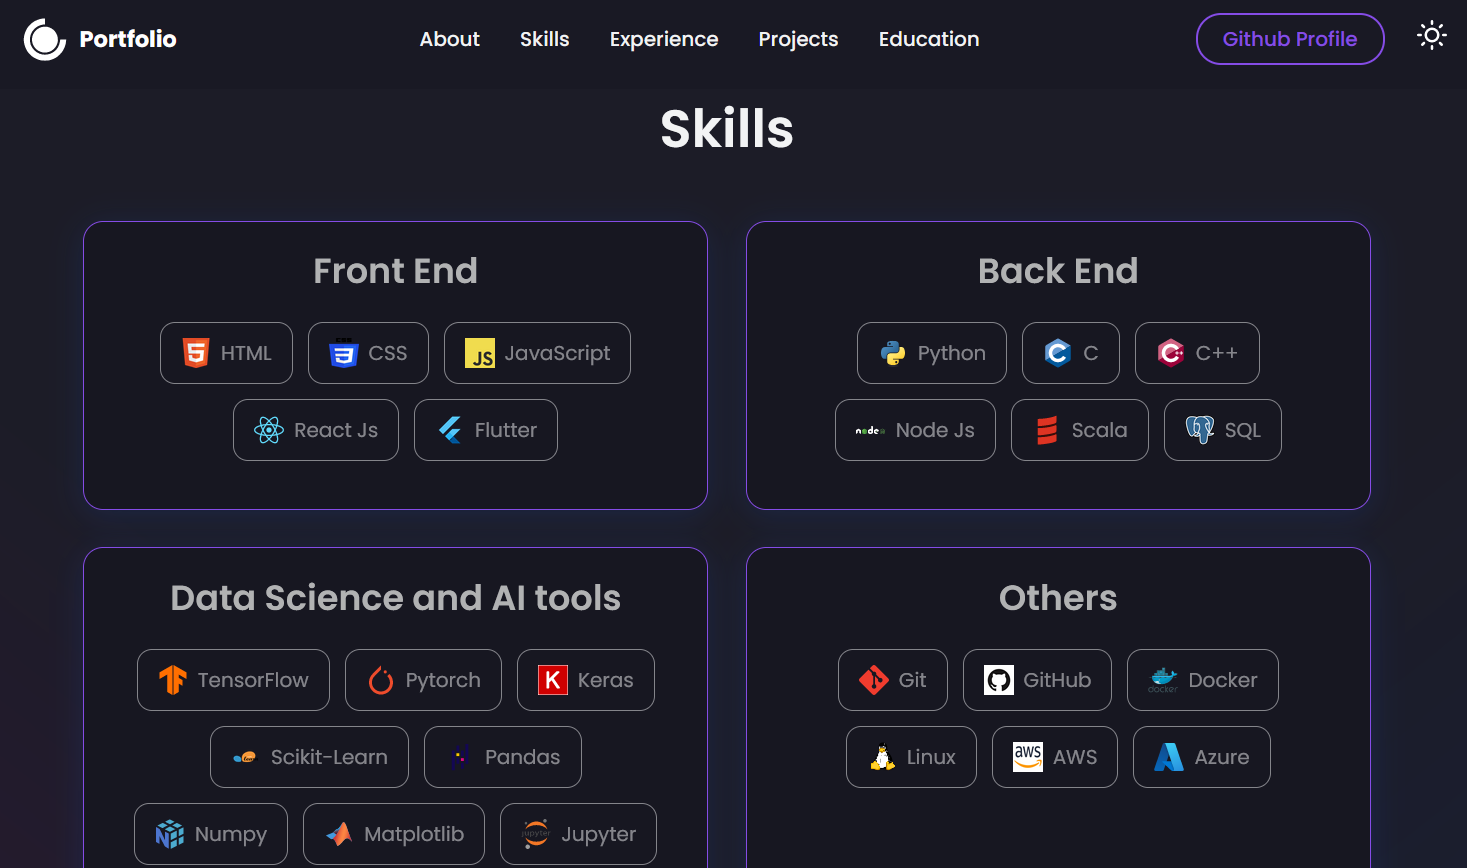 Portfolio
About Skills Experience Projects Education
Github Profile
Skills
Front End
HTML CSS JS JavaScript
React Js Flutter
Back End
Python C C++
node Node Js Scala SQL
Data Science and AI tools
TensorFlow Pytorch K Keras
Scikit-Learn Pandas
Numpy Matplotlib jupyter Jupyter
Others
Git GitHub docker Docker
Linux aws AWS Azure